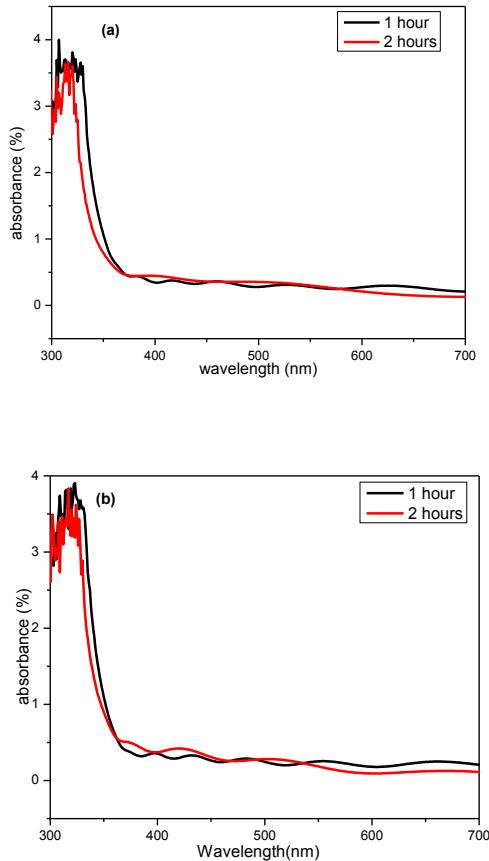 (a)
1 hour
2 hours
absorbance (%)
4
3
2
1
0
300 400 500 600 700
wavelength (nm)
(b)
1 hour
2 hours
absorbance (%)
4
3
2
1
0
300 400 500 600 700
Wavelength(nm)